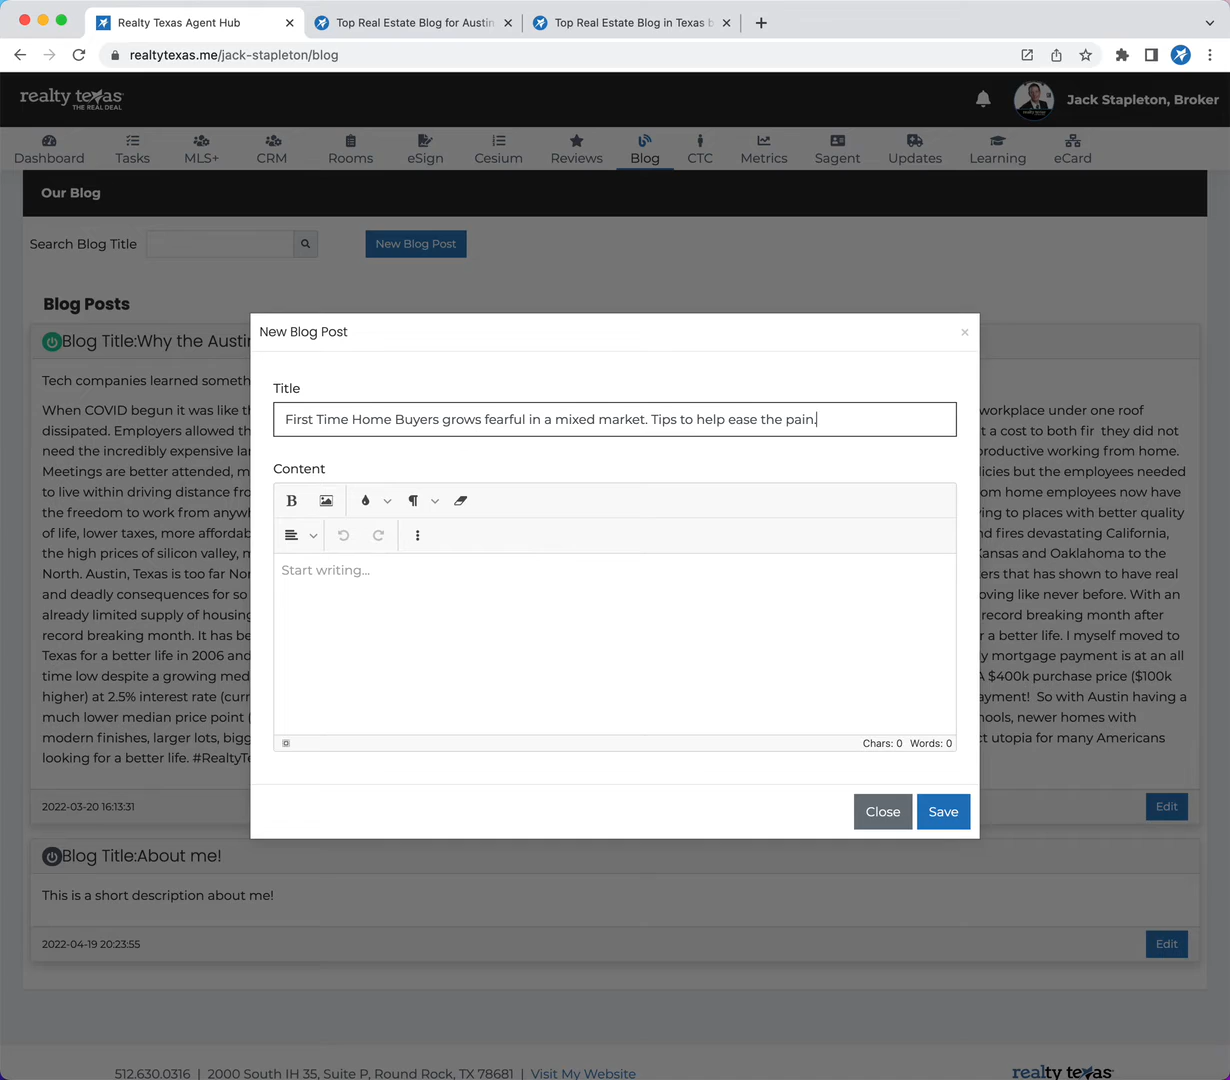 Realty Texas Agent Hub
Top Real Estate Blog for Austin
Top Real Estate Blog in Texas b
realtytexas.me/jack-stapleton/blog
realty texas
THE REAL DEAL
Jack Stapleton, Broker
Dashboard Tasks MLS+ CRM Rooms eSign Cesium Reviews Blog CTC Metrics Sagent Updates Learning eCard
Our Blog
Search Blog Title New Blog Post
Blog Posts
Blog Title:Why the Austin
Tech companies learned someth
When COVID begun it was like th workplace under one roof
dissipated. Employers allowed th t a cost to both fir they did not
need the incredibly expensive lan productive working from home.
Meetings are better attended, m licies but the employees needed
to live within driving distance fro om home employees now have
the freedom to work from anywh ving to places with better quality
of life, lower taxes, more affordab nd fires devastating California,
the high prices of silicon valley, m Kansas and Oaklahoma to the
North. Austin, Texas is too far Nor ters that has shown to have real
and deadly consequences for so oving like never before. With an
already limited supply of housing record breaking month after
record breaking month. It has be r a better life. I myself moved to
Texas for a better life in 2006 and y mortgage payment is at an all
time low despite a growing med A $400k purchase price ($100k
higher) at 2.5% interest rate (curr ayment! So with Austin having a
much lower median price point ( hools, newer homes with
modern finishes, larger lots, bigg ct utopia for many Americans
looking for a better life. #RealtyTe
2022-03-20 16:13:31 Edit
Blog Title:About me!
This is a short description about me!
2022-04-19 20:23:55 Edit
New Blog Post
×
Title
First Time Home Buyers grows fearful in a mixed market. Tips to help ease the pain.
Content
B
Start writing...
Chars: 0 Words: 0
Close Save
512.630.0316 | 2000 South IH 35, Suite P, Round Rock, TX 78681 | Visit My Website
realty texas